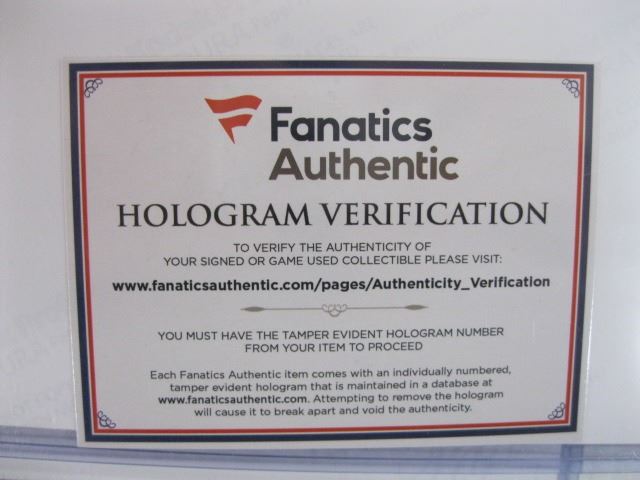 Fanatics
Authentic
HOLOGRAM VERIFICATION
TO VERIFY THE AUTHENTICITY OF
YOUR SIGNED OR GAME USED COLLECTIBLE PLEASE VISIT:
www.fanaticsauthentic.com/pages/Authenticity_Verification
YOU MUST HAVE THE TAMPER EVIDENT HOLOGRAM NUMBER
FROM YOUR ITEM TO PROCEED
Each Fanatics Authentic item comes with an individually numbered,
tamper evident hologram that is maintained in a database at
www.fanaticsauthentic.com. Attempting to remove the hologram
will cause it to break apart and void the authenticity.